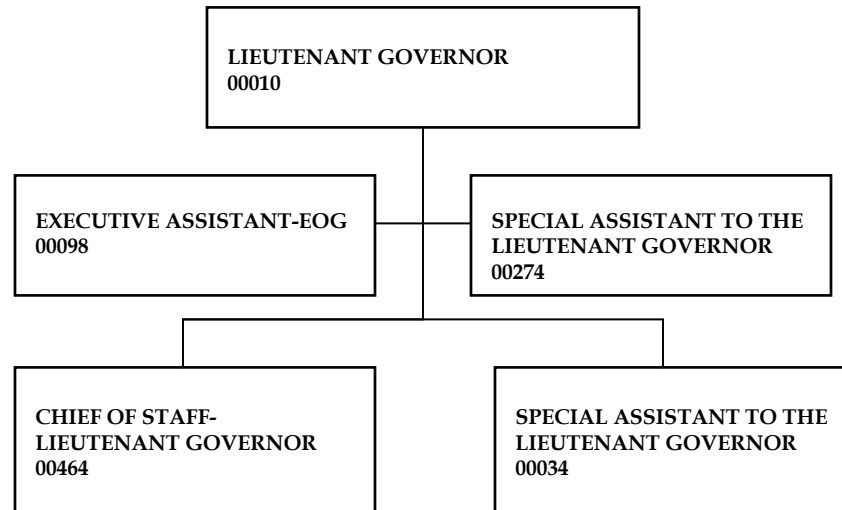 LIEUTENANT GOVERNOR
00010
EXECUTIVE ASSISTANT-EOG
00098
SPECIAL ASSISTANT TO THE
LIEUTENANT GOVERNOR
00274
CHIEF OF STAFF-
LIEUTENANT GOVERNOR
00464
SPECIAL ASSISTANT TO THE
LIEUTENANT GOVERNOR
00034